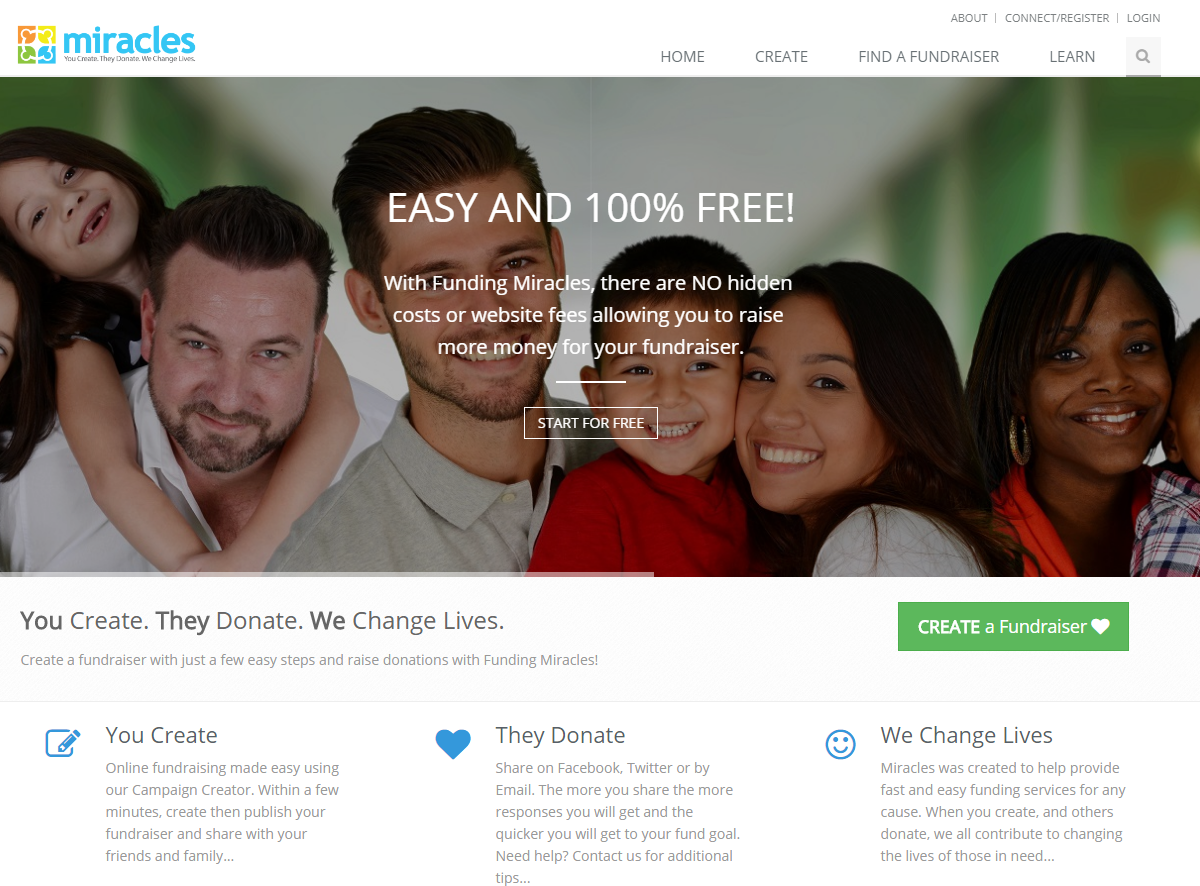 ABOUT | CONNECT/REGISTER | LOGIN
miracles
You Create. They Donate. We Change Lives.
HOME CREATE FIND A FUNDRAISER LEARN
EASY AND 100% FREE!
With Funding Miracles, there are NO hidden
costs or website fees allowing you to raise
more money for your fundraiser.
START FOR FREE
You Create. They Donate. We Change Lives.
CREATE a Fundraiser
Create a fundraiser with just a few easy steps and raise donations with Funding Miracles!
You Create
Online fundraising made easy using
our Campaign Creator. Within a few
minutes, create then publish your
fundraiser and share with your
friends and family...
They Donate
Share on Facebook, Twitter or by
Email. The more you share the more
responses you will get and the
quicker you will get to your fund goal.
Need help? Contact us for additional
tips...
We Change Lives
Miracles was created to help provide
fast and easy funding services for any
cause. When you create, and others
donate, we all contribute to changing
the lives of those in need...